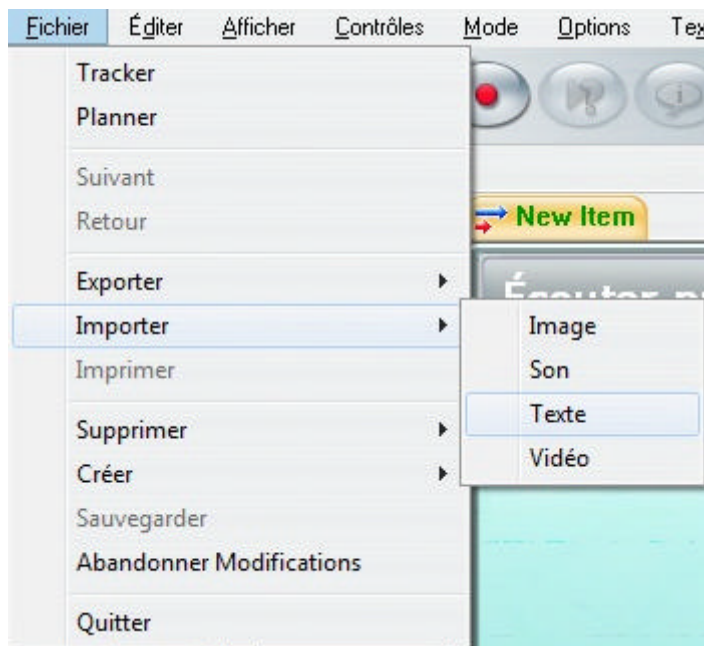 Fichier Éditer Afficher Contrôles Mode Options
Tracker
Planner
Suivant
Retour
New Item
Exporter
Importer
Image
Imprimer
Son
Texte
Supprimer
Vidéo
Créer
Sauvegarder
Abandonner Modifications
Quitter